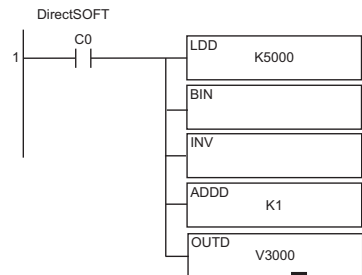 DirectSOFT
C0
1
LDD
K5000
BIN
INV
ADDD
K1
OUTD
V3000